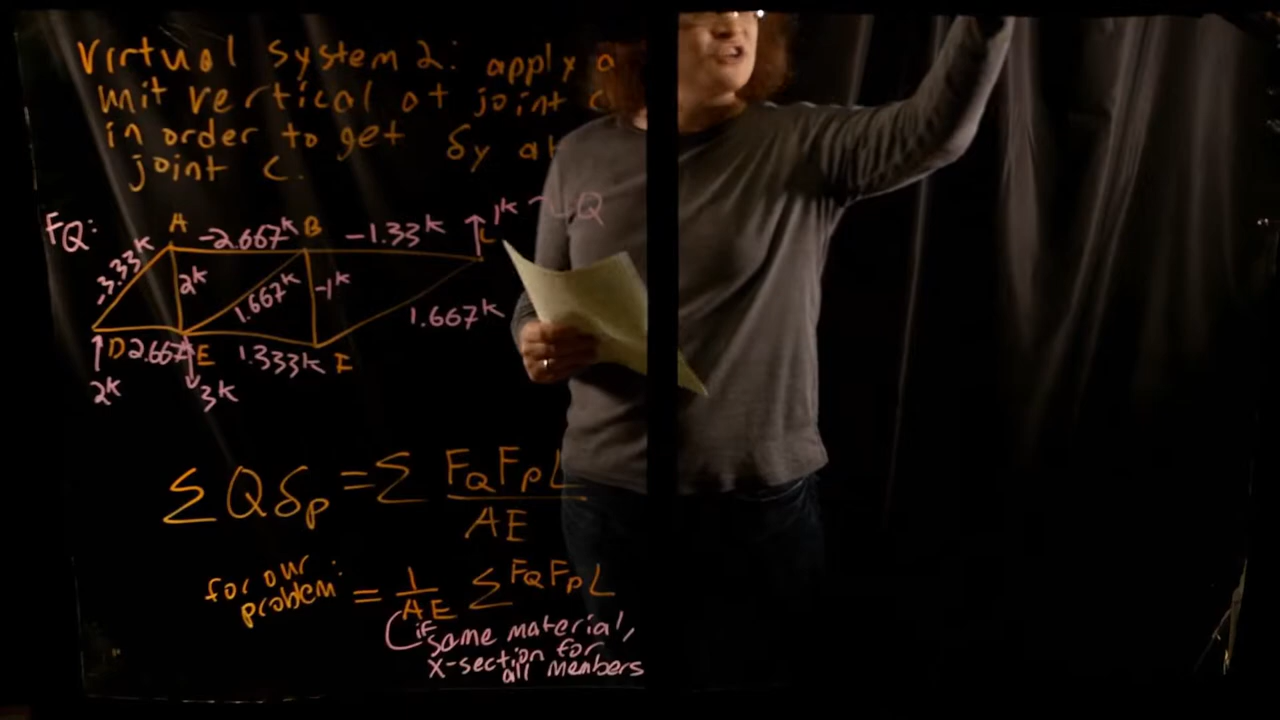 Virtual system 2: apply a
unit vertical at joint C
in order to get δy at
joint C.
FQ:
A -2.667k B -1.33k 1k Q
-3.33k 2k 1.667k -1k C
1.667k
D 2.667k E 1.333k F
2k 3k
ΣQδp = Σ FQFPL
AE
for our
problem: = 1 ΣFQFPL
AE
if
same material,
x-section for
all members